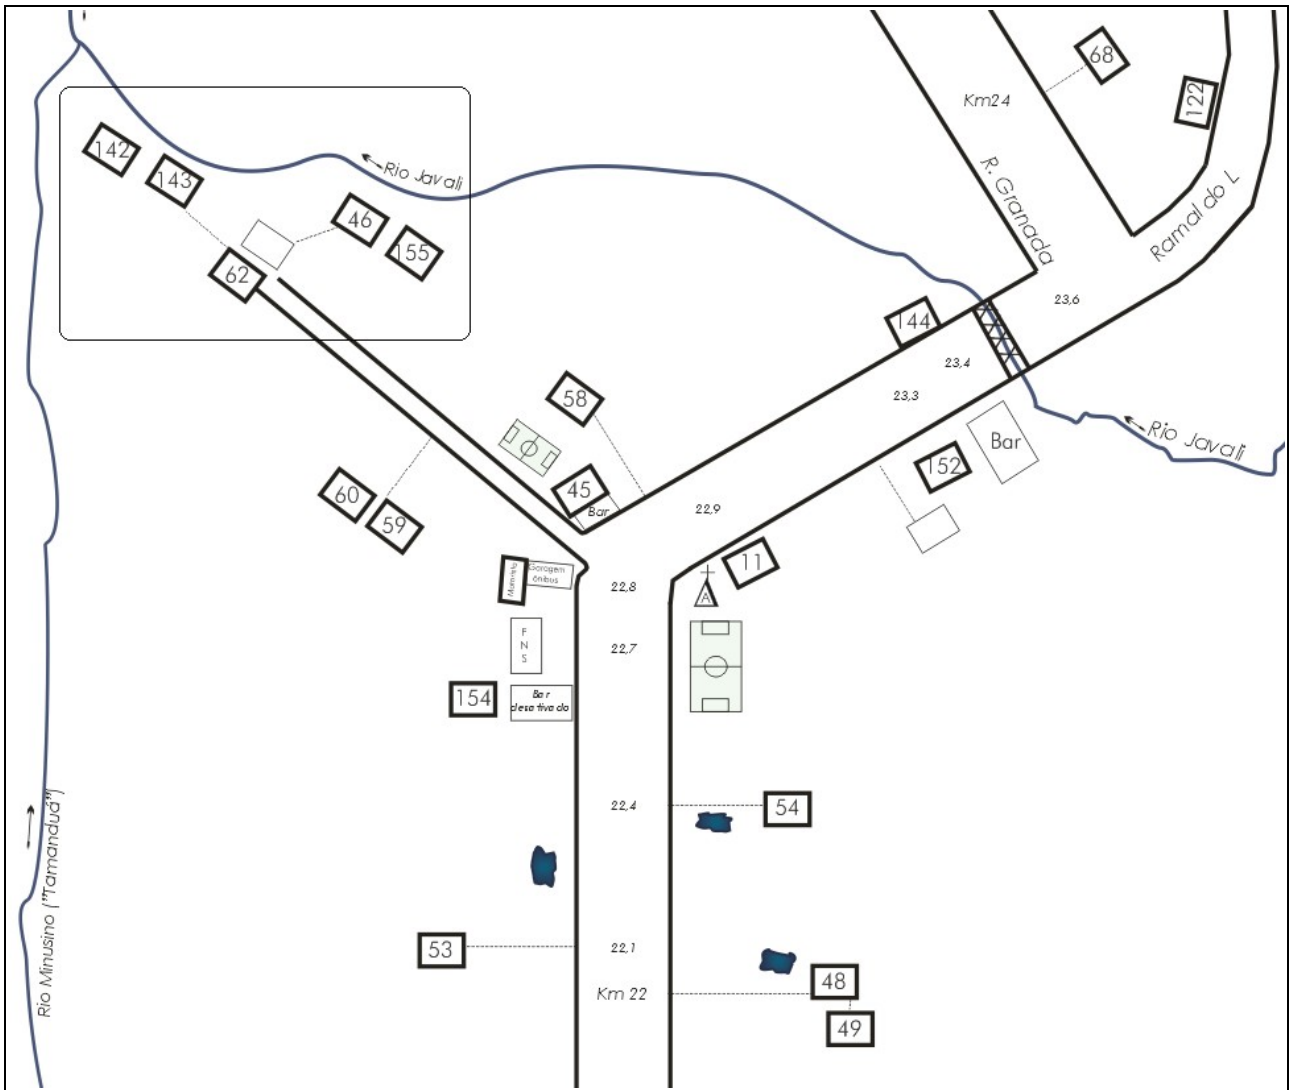 68
Km24
122
142
143
Rio Javali
46
155
62
R. Granada
Ramal do L
23,6
144
23,4
23,3
58
Rio Javali
Bar
152
45
Bar
60
59
22,9
11
Garagem
ônibus
Motorista
22,8
A
F
N
S
22,7
154
Bar
desativado
22,4
54
Rio Minusino ("Tamanduá")
53
22,1
Km 22
48
49